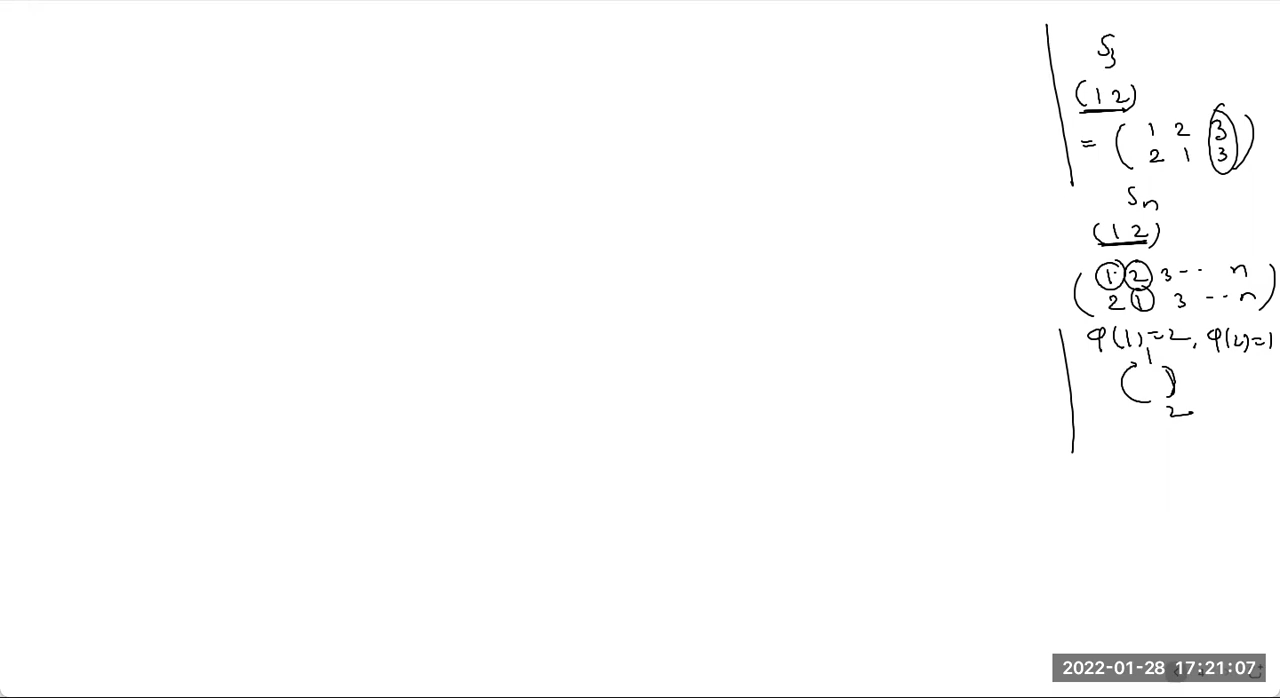 S₃
(1 2)
= ( 1 2 3
2 1 3 )
Sₙ
(1 2)
( 1 2 3 -- n
2 1 3 -- n )
φ(1)=2, φ(2)=1
1
2
2022-01-28 17:21:07